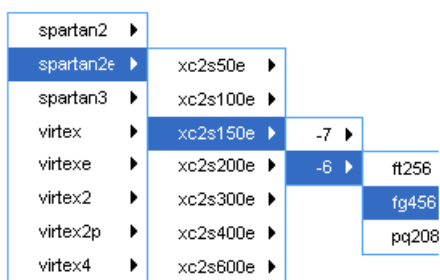 spartan2
spartan2e
spartan3
virtex
virtexe
virtex2
virtex2p
virtex4
xc2s50e
xc2s100e
xc2s150e
xc2s200e
xc2s300e
xc2s400e
xc2s600e
-7
-6
ft256
fg456
pq208